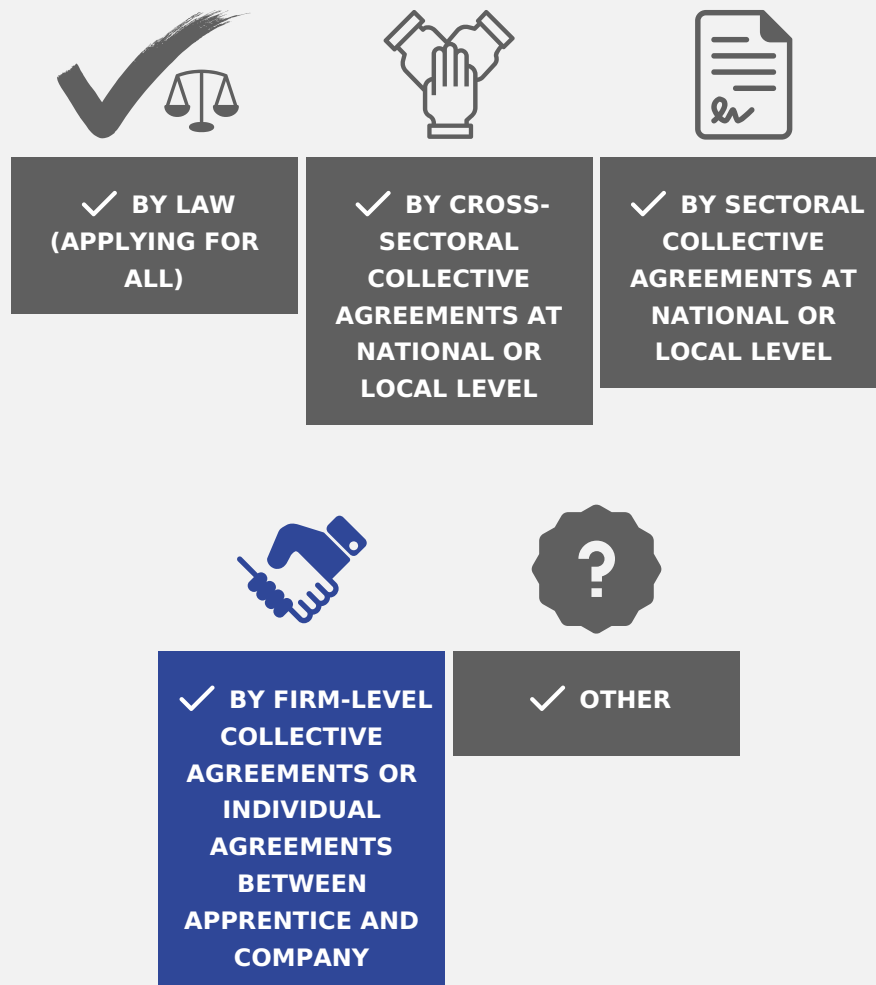 BY LAW
(APPLYING FOR
ALL)
BY CROSS-
SECTORAL
COLLECTIVE
AGREEMENTS AT
NATIONAL OR
LOCAL LEVEL
BY SECTORAL
COLLECTIVE
AGREEMENTS AT
NATIONAL OR
LOCAL LEVEL
?
BY FIRM-LEVEL
COLLECTIVE
AGREEMENTS OR
INDIVIDUAL
AGREEMENTS
BETWEEN
APPRENTICE AND
COMPANY
OTHER